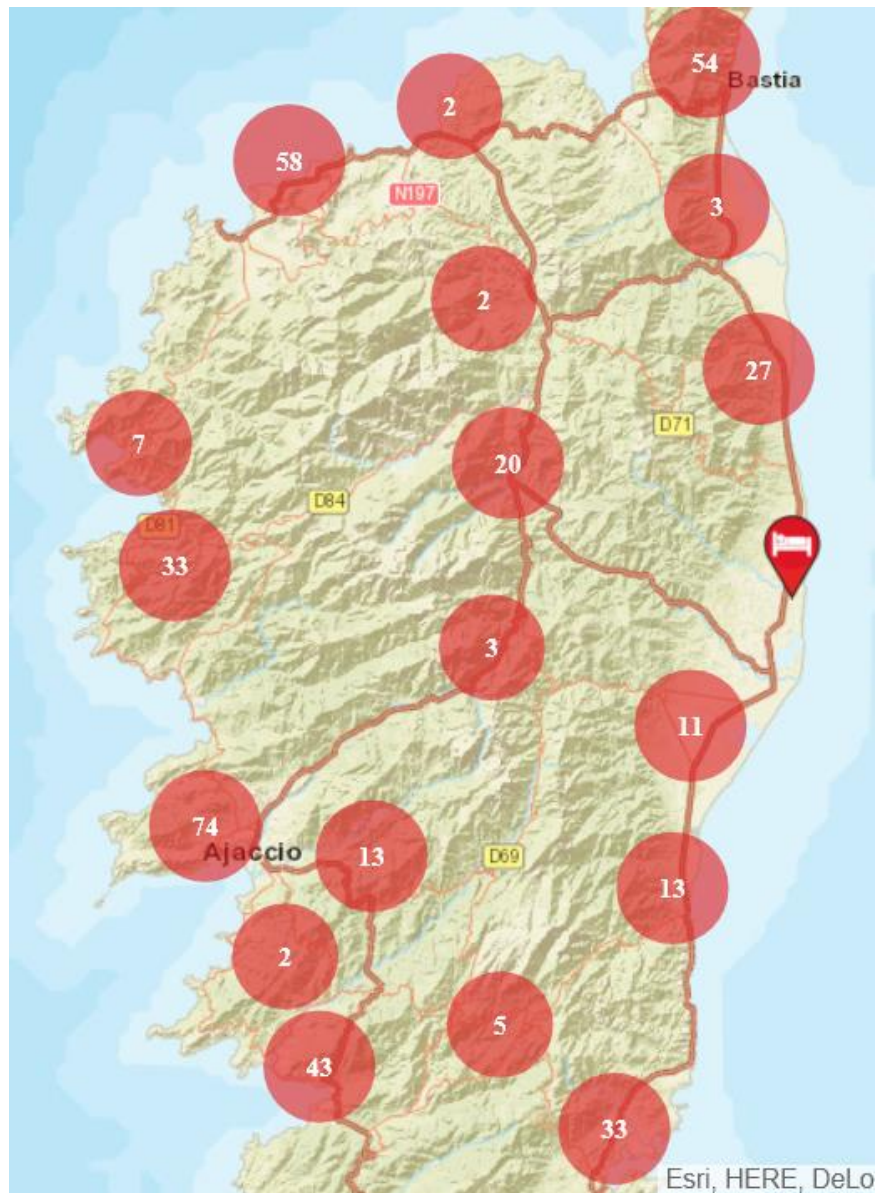 54
Bastia
2
58
N197
3
2
27
7
D71
20
D84
D81
33
3
11
74
Ajaccio
13
D69
13
2
5
43
33
Esri, HERE, DeLo